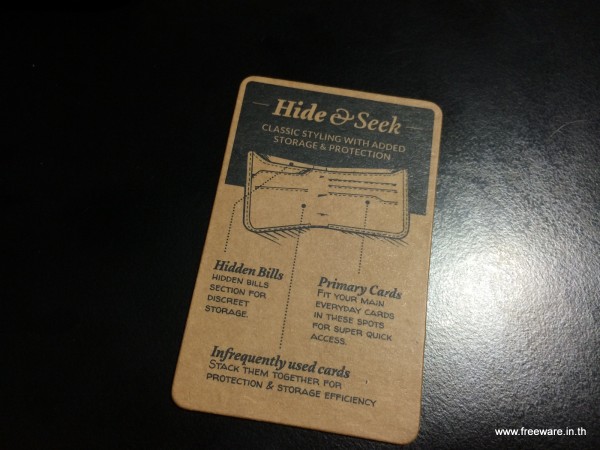 Hide & Seek
CLASSIC STYLING WITH ADDED
STORAGE & PROTECTION
Hidden Bills
HIDDEN BILLS
SECTION FOR
DISCREET
STORAGE.
Primary Cards
FIT YOUR MAIN
EVERYDAY CARDS
IN THESE SPOTS
FOR SUPER QUICK
ACCESS.
Infrequently used cards
STACK THEM TOGETHER FOR
PROTECTION & STORAGE EFFICIENCY
www.freeware.in.th